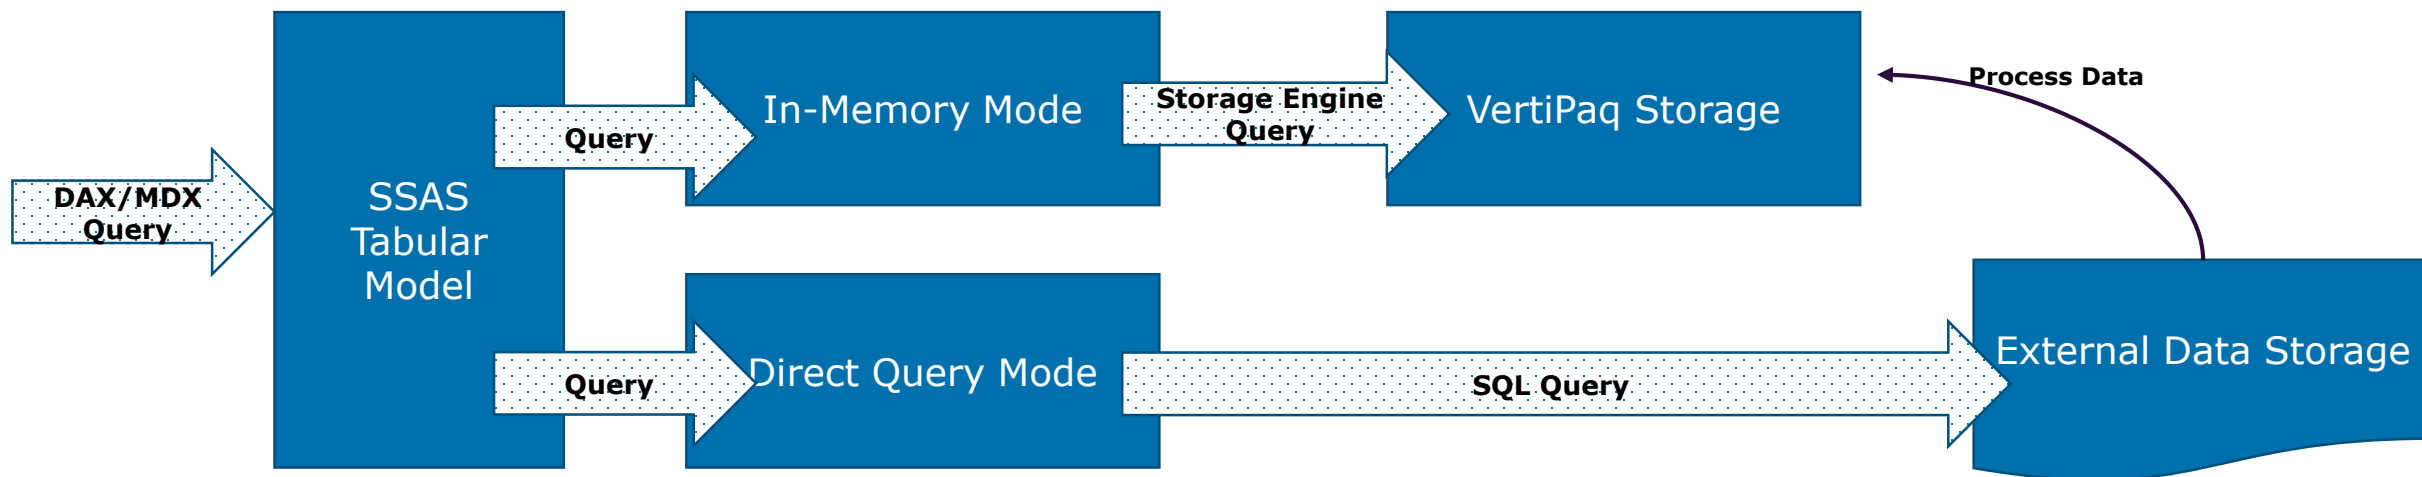 DAX/MDX
Query
SSAS
Tabular
Model
Query
In-Memory Mode
Storage Engine
Query
VertiPaq Storage
Process Data
Query
Direct Query Mode
SQL Query
External Data Storage